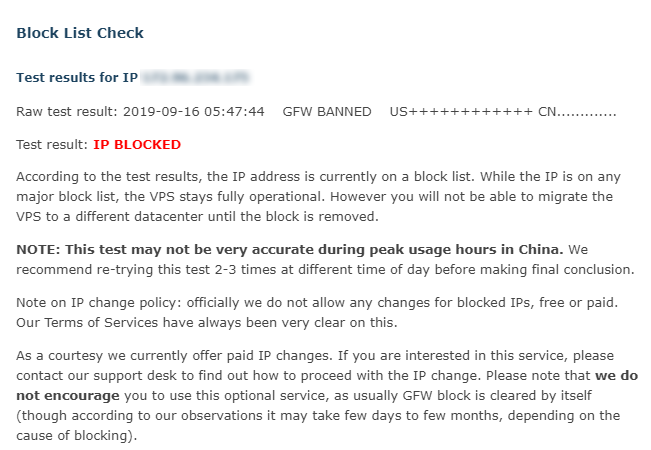 Block List Check
Test results for IP
Raw test result: 2019-09-16 05:47:44 GFW BANNED US++++++++++++ CN.............
Test result: IP BLOCKED
According to the test results, the IP address is currently on a block list. While the IP is on any
major block list, the VPS stays fully operational. However you will not be able to migrate the
VPS to a different datacenter until the block is removed.
NOTE: This test may not be very accurate during peak usage hours in China. We
recommend re-trying this test 2-3 times at different time of day before making final conclusion.
Note on IP change policy: officially we do not allow any changes for blocked IPs, free or paid.
Our Terms of Services have always been very clear on this.
As a courtesy we currently offer paid IP changes. If you are interested in this service, please
contact our support desk to find out how to proceed with the IP change. Please note that we do
not encourage you to use this optional service, as usually GFW block is cleared by itself
(though according to our observations it may take few days to few months, depending on the
cause of blocking).